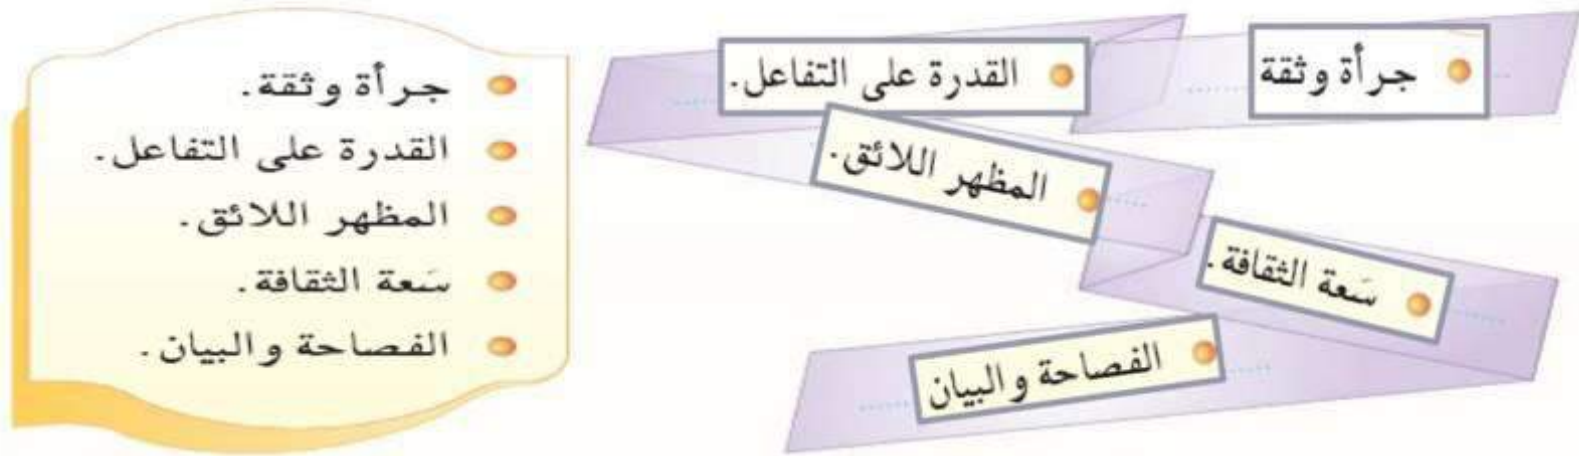 جرأة وثقة
القدرة على التفاعل.
المظهر اللائق.
سَعة الثقافة.
الفصاحة والبيان
جرأة وثقة.
القدرة على التفاعل.
المظهر اللائق.
سَعة الثقافة.
الفصاحة والبيان.